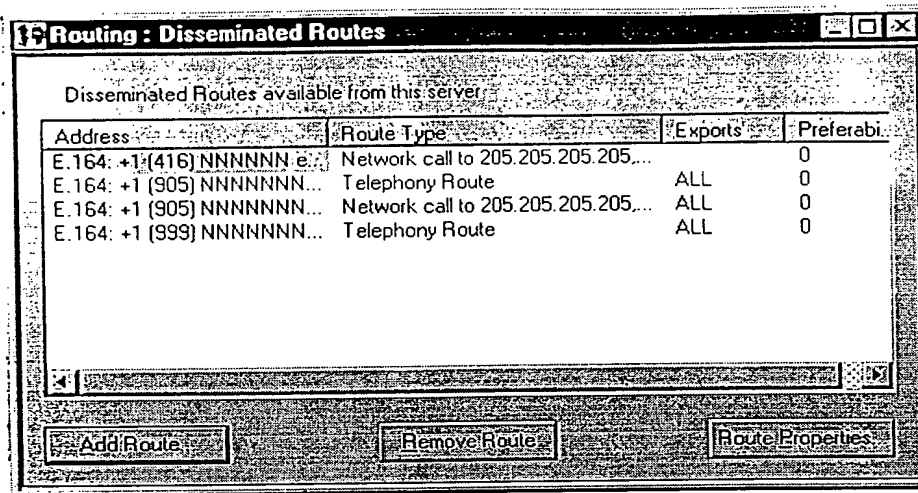 Routing : Disseminated Routes
Disseminated Routes available from this server
Address Route Type Exports Preferabi...
E.164: +1 (416) NNNNNN e... Network call to 205.205.205.205,... 0
E.164: +1 (905) NNNNNNN... Telephony Route ALL 0
E.164: +1 (905) NNNNNNN... Network call to 205.205.205.205,... ALL 0
E.164: +1 (999) NNNNNNN... Telephony Route ALL 0
Add Route Remove Route Route Properties